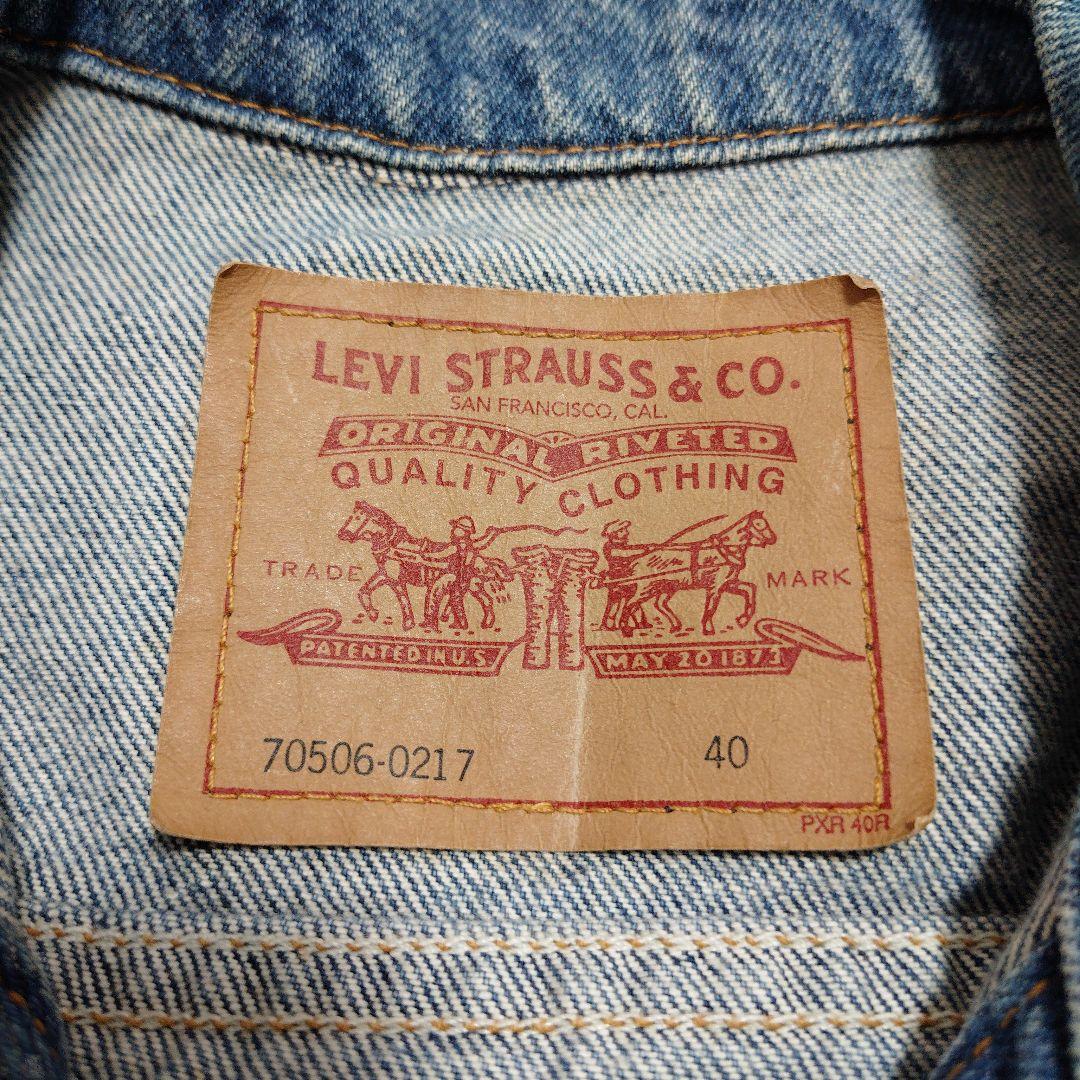 LEVI STRAUSS & CO.
SAN FRANCISCO, CAL.
ORIGINAL RIVETED
QUALITY CLOTHING
TRADE MARK
PATENTED IN U.S. MAY 20 1873
70506-0217 40
PXR 40R